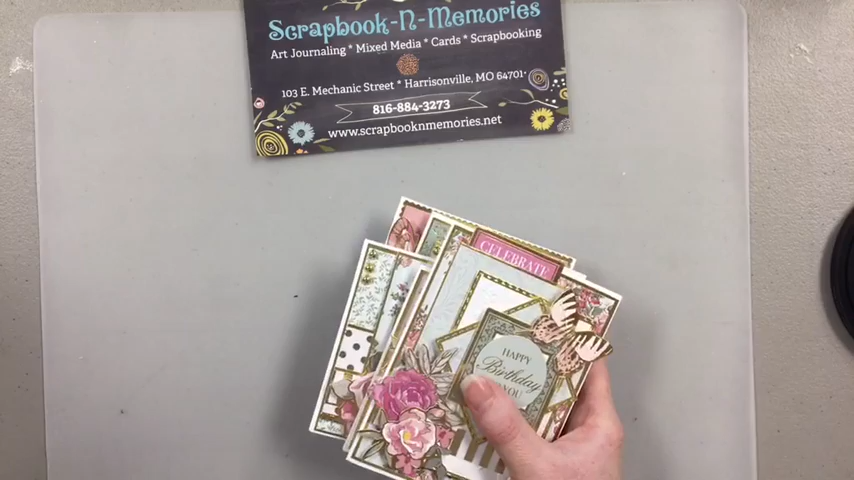 Scrapbook-N-Memories
Art Journaling * Mixed Media * Cards * Scrapbooking
103 E. Mechanic Street * Harrisonville, MO 64701
816-884-3273
www.scrapbooknmemories.net
CELEBRATE
HAPPY
Birthday
YOU